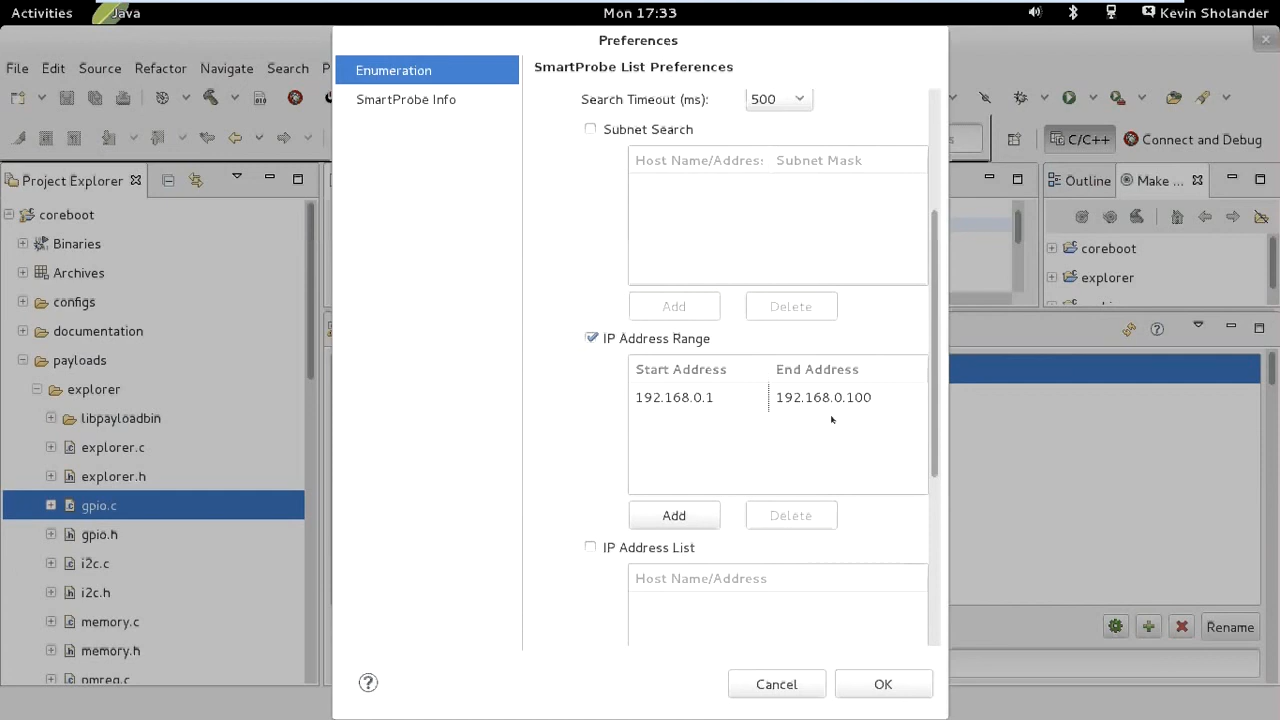 Activities
Java
Mon 17:33
Kevin Sholander
Preferences
File Edit Source Refactor Navigate Search P
Enumeration
SmartProbe Info
SmartProbe List Preferences
Search Timeout (ms): 500
Subnet Search
Host Name/Addres: Subnet Mask
Add Delete
IP Address Range
Start Address End Address
192.168.0.1 192.168.0.100
Add Delete
IP Address List
Host Name/Address
Cancel OK
C/C++ Connect and Debug
Project Explorer
coreboot
Binaries
Archives
configs
documentation
payloads
explorer
libpayloadbin
explorer.c
explorer.h
gpio.c
gpio.h
i2c.c
i2c.h
memory.c
memory.h
Outline Make ...
coreboot
explorer
Rename